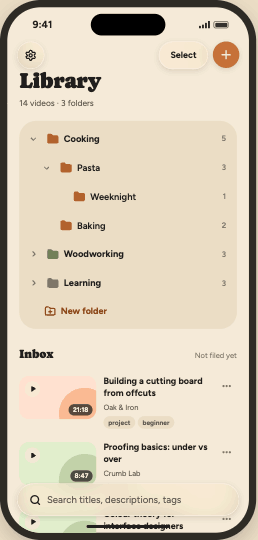 9:41
Select
Library
14 videos · 3 folders
Cooking 5
Pasta 3
Weeknight 1
Baking 2
Woodworking 3
Learning 3
New folder
Inbox Not filed yet
Building a cutting board
from offcuts
Oak & Iron
21:18
project beginner
Proofing basics: under vs
over
Crumb Lab
8:47
Search titles, descriptions, tags
interface designers